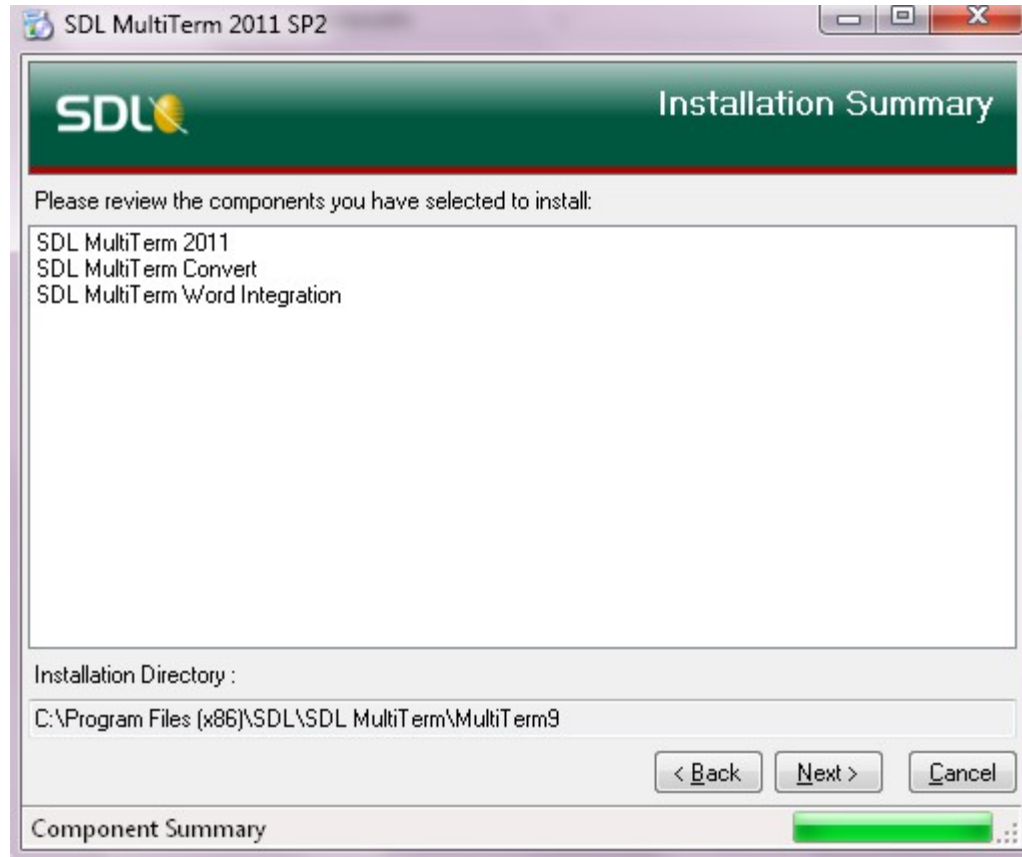 SDL MultiTerm 2011 SP2
SDL
Installation Summary
Please review the components you have selected to install:
SDL MultiTerm 2011
SDL MultiTerm Convert
SDL MultiTerm Word Integration
Installation Directory :
C:\Program Files (x86)\SDL\SDL MultiTerm\MultiTerm9
< Back Next > Cancel
Component Summary